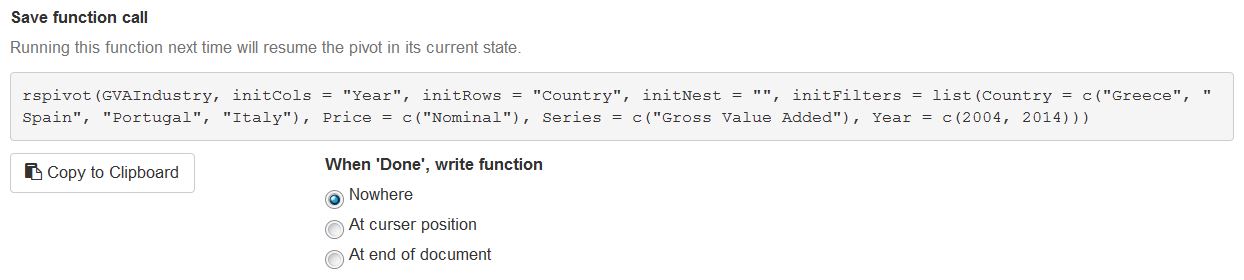 Save function call
Running this function next time will resume the pivot in its current state.
rspivot(GVAIndustry, initCols = "Year", initRows = "Country", initNest = "", initFilters = list(Country = c("Greece", "
Spain", "Portugal", "Italy"), Price = c("Nominal"), Series = c("Gross Value Added"), Year = c(2004, 2014)))
Copy to Clipboard
When 'Done', write function
Nowhere
At curser position
At end of document